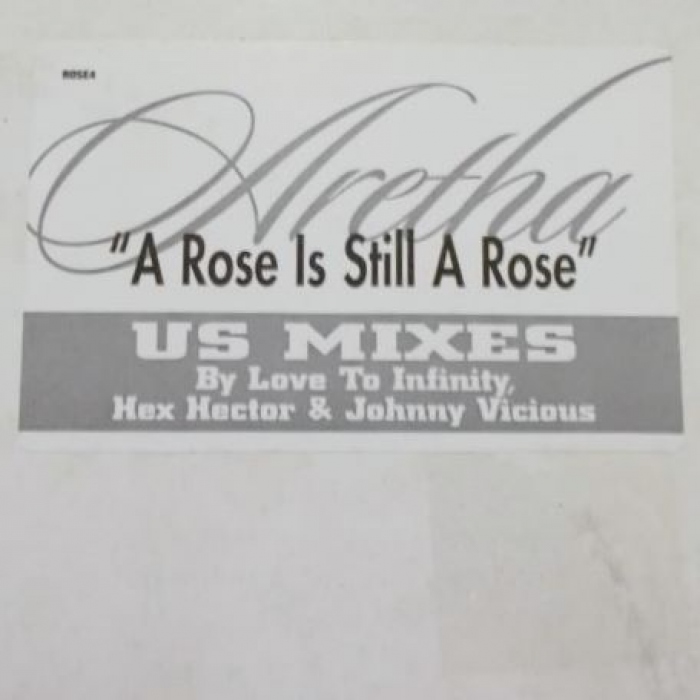 ROSE4
Aretha
"A Rose Is Still A Rose"
US MIXES
By Love To Infinity,
Hex Hector & Johnny Vicious